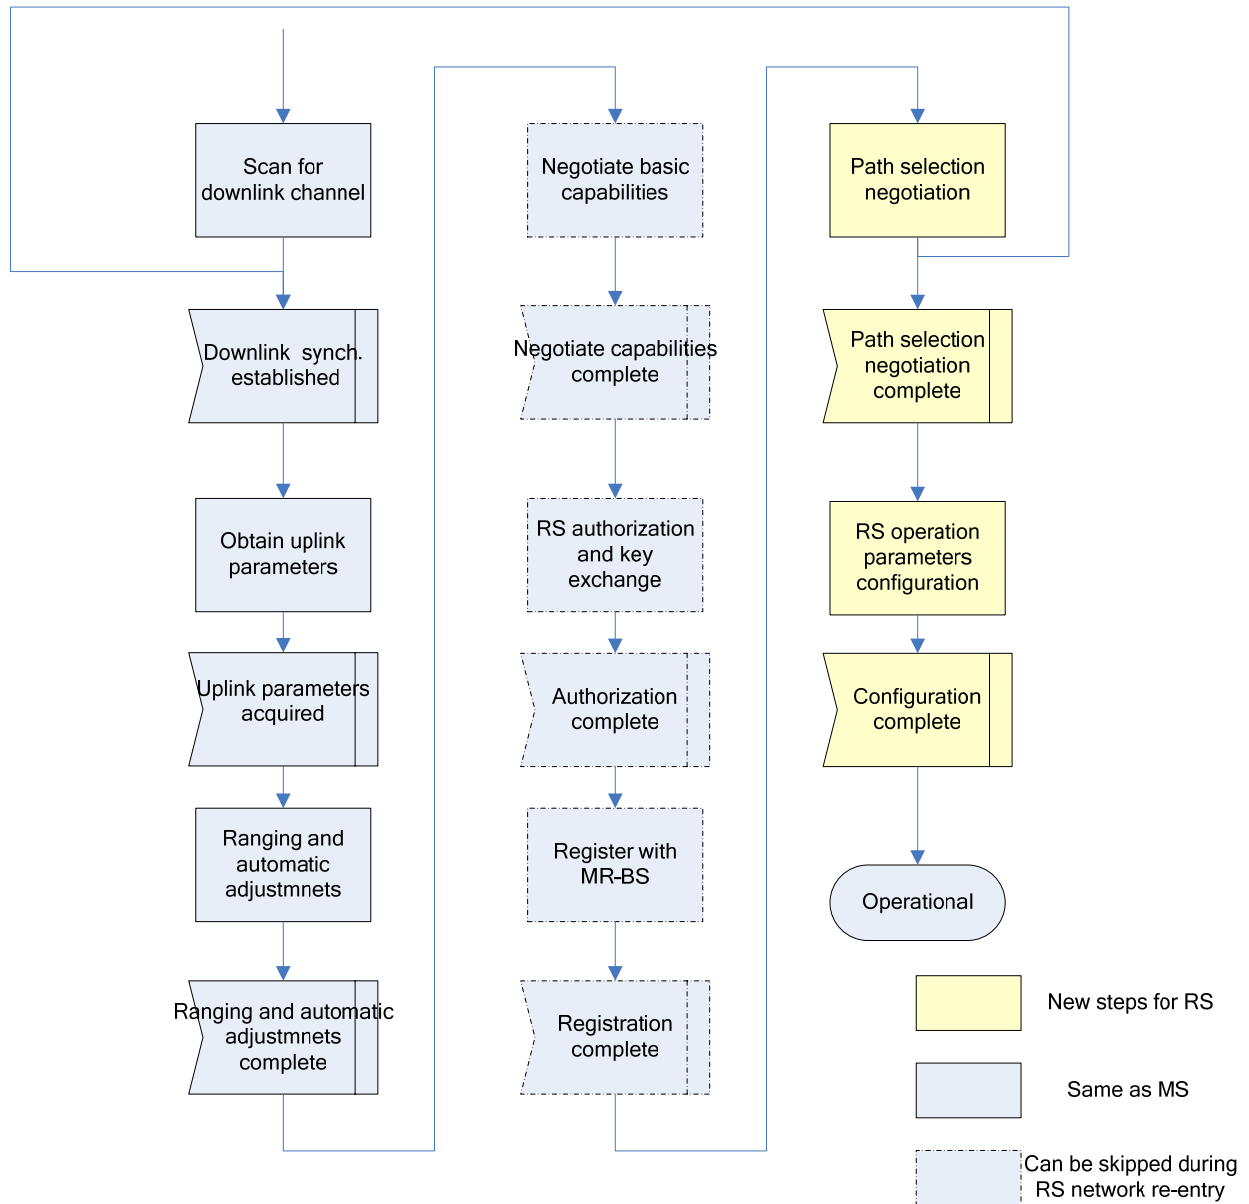 Scan for
downlink channel
Downlink synch.
established
Obtain uplink
parameters
Uplink parameters
acquired
Ranging and
automatic
adjustmnets
Ranging and automatic
adjustmnets
complete
Negotiate basic
capabilities
Negotiate capabilities
complete
RS authorization
and key
exchange
Authorization
complete
Register with
MR-BS
Registration
complete
Path selection
negotiation
Path selection
negotiation
complete
RS operation
parameters
configuration
Configuration
complete
Operational
New steps for RS
Same as MS
Can be skipped during
RS network re-entry